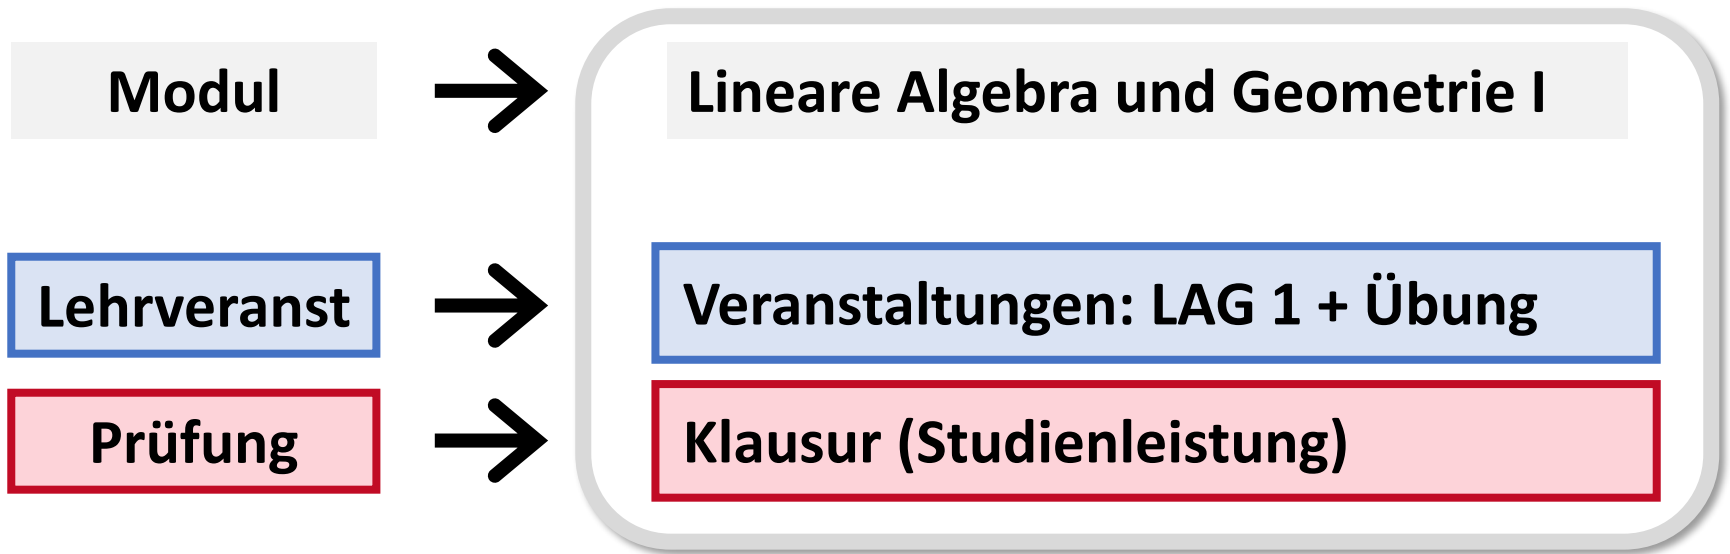 Modul
Lineare Algebra und Geometrie I
Lehrveranst
Veranstaltungen: LAG 1 + Übung
Prüfung
Klausur (Studienleistung)